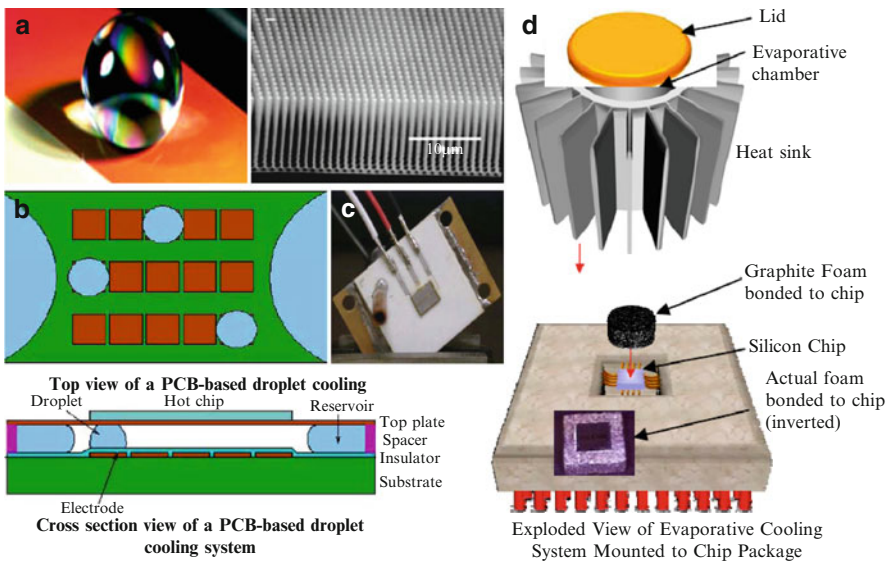 a
10μm
b
c
Top view of a PCB-based droplet cooling
Droplet
Hot chip
Reservoir
Top plate
Spacer
Insulator
Substrate
Electrode
Cross section view of a PCB-based droplet
cooling system
d
Lid
Evaporative
chamber
Heat sink
Graphite Foam
bonded to chip
Silicon Chip
Actual foam
bonded to chip
(inverted)
Exploded View of Evaporative Cooling
System Mounted to Chip Package